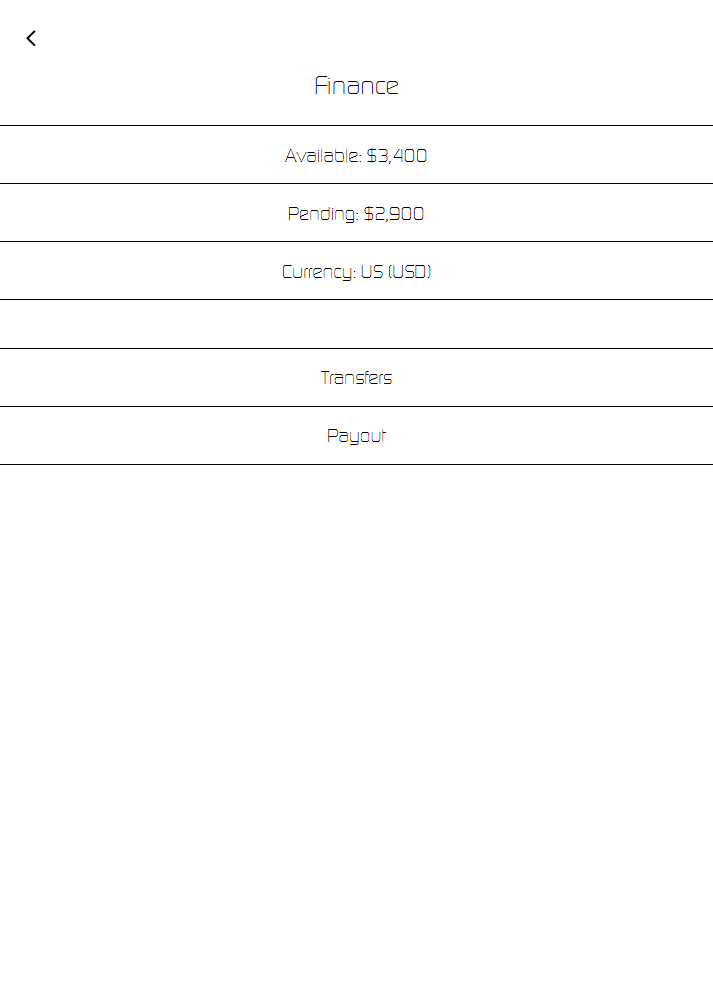 Finance
Available: $3,400
Pending: $2,900
Currency: US (USD)
Transfers
Payout